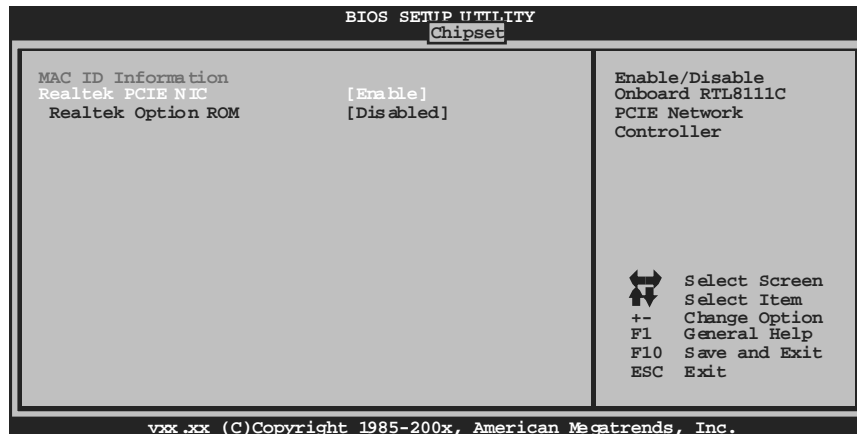 BIOS SETUP UTILITY
Chipset
MAC ID Information
Realtek PCIE NIC [Enable]
Realtek Option ROM [Disabled]
Enable/Disable
Onboard RTL8111C
PCIE Network
Controller
Select Screen
Select Item
+- Change Option
F1 General Help
F10 Save and Exit
ESC Exit
vxx.xx (C)Copyright 1985-200x, American Megatrends, Inc.